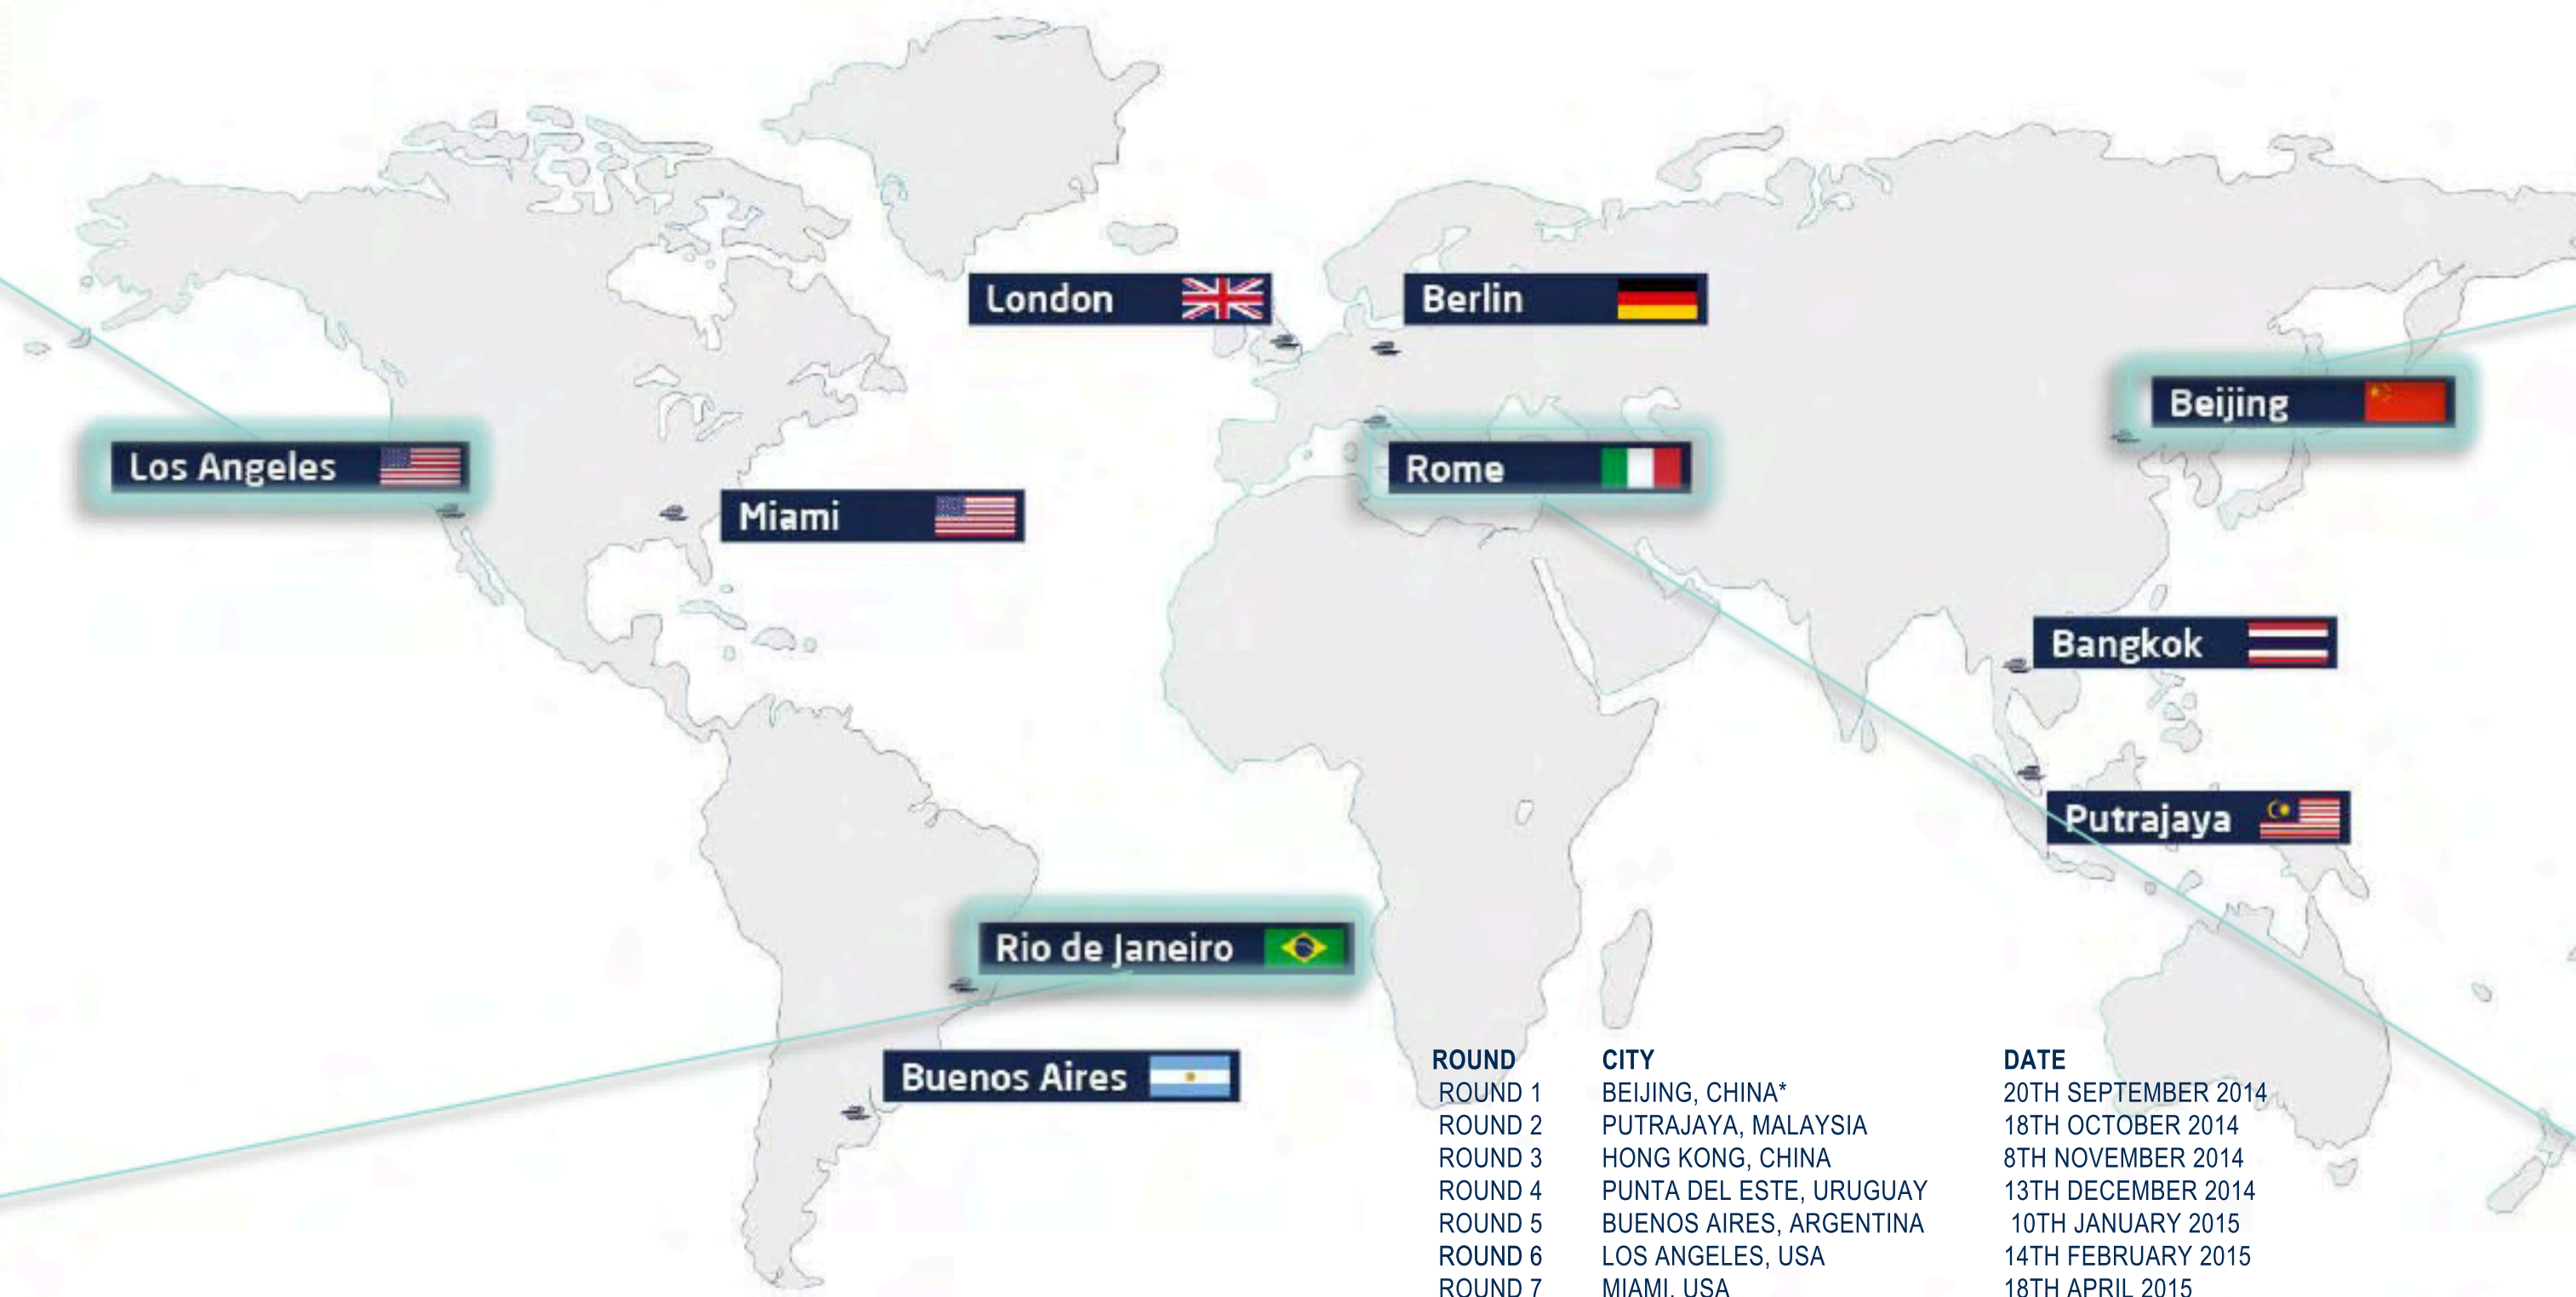 London
Berlin
Beijing
Los Angeles
Rome
Miami
Bangkok
Putrajaya
Rio de Janeiro
Buenos Aires
ROUND CITY DATE
ROUND 1 BEIJING, CHINA* 20TH SEPTEMBER 2014
ROUND 2 PUTRAJAYA, MALAYSIA 18TH OCTOBER 2014
ROUND 3 HONG KONG, CHINA 8TH NOVEMBER 2014
ROUND 4 PUNTA DEL ESTE, URUGUAY 13TH DECEMBER 2014
ROUND 5 BUENOS AIRES, ARGENTINA 10TH JANUARY 2015
ROUND 6 LOS ANGELES, USA 14TH FEBRUARY 2015
ROUND 7 MIAMI, USA 18TH APRIL 2015